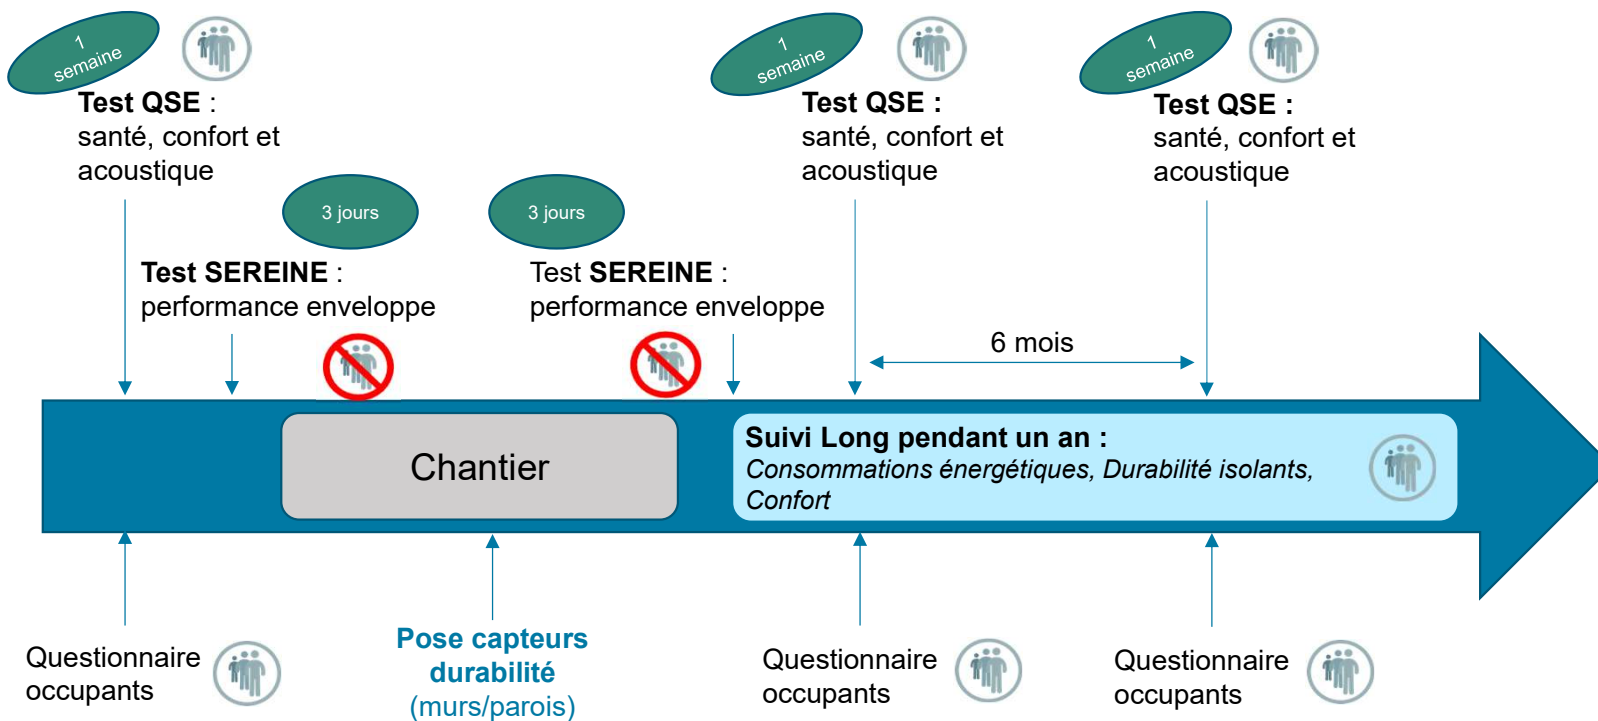 1
semaine
Test QSE :
santé, confort et
acoustique
1
semaine
Test QSE :
santé, confort et
acoustique
1
semaine
Test QSE :
santé, confort et
acoustique
3 jours
Test SEREINE :
performance enveloppe
3 jours
Test SEREINE :
performance enveloppe
6 mois
Chantier
Suivi Long pendant un an :
Consommations énergétiques, Durabilité isolants,
Confort
Questionnaire
occupants
Pose capteurs
durabilité
(murs/parois)
Questionnaire
occupants
Questionnaire
occupants